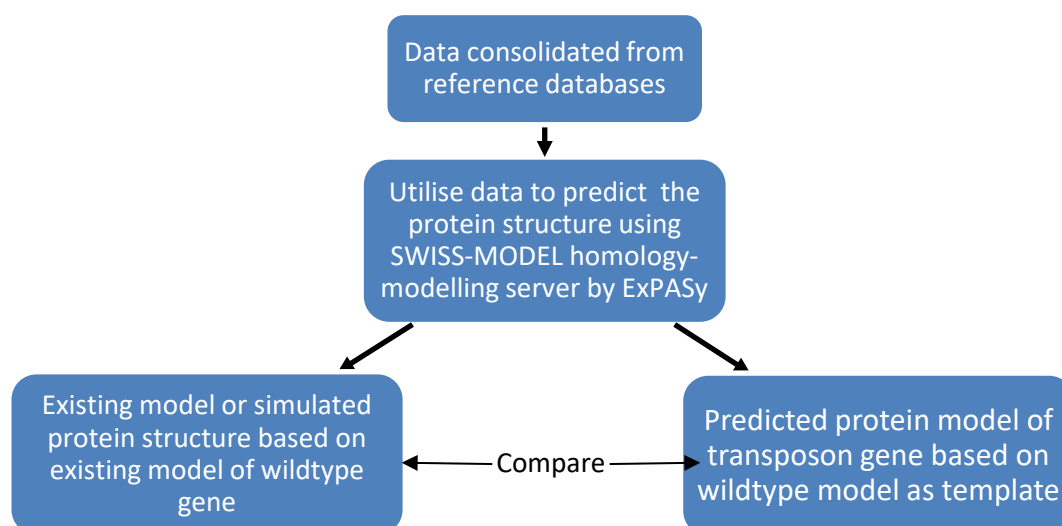 Data consolidated from
reference databases
Utilise data to predict  the
protein structure using
SWISS-MODEL homology-
modelling server by ExPASy
Existing model or simulated
protein structure based on
existing model of wildtype
gene
Compare
Predicted protein model of
transposon gene based on
wildtype model as template